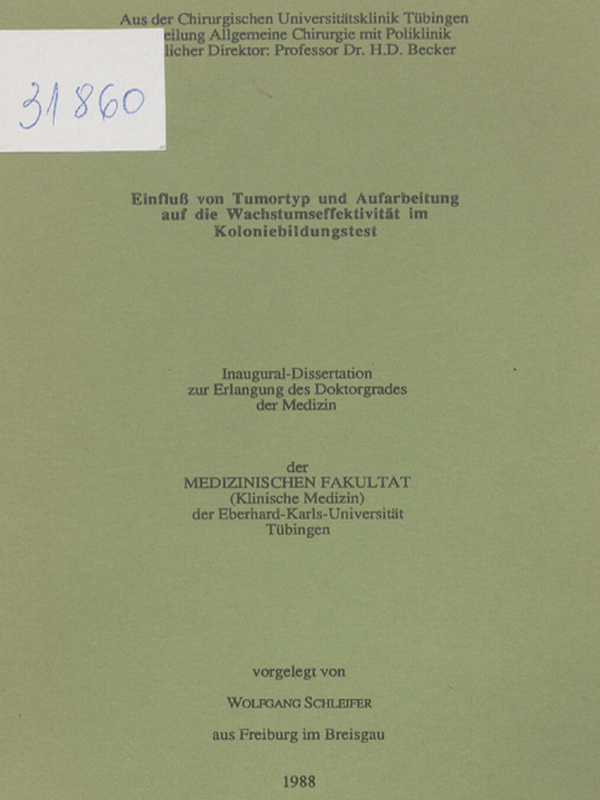 Aus der Chirurgischen Universitätsklinik Tübingen
eilung Allgemeine Chirurgie mit Poliklinik
licher Direktor: Professor Dr. H.D. Becker
31860
Einfluß von Tumortyp und Aufarbeitung
auf die Wachstumseffektivität im
Koloniebildungstest
Inaugural-Dissertation
zur Erlangung des Doktorgrades
der Medizin
der
MEDIZINISCHEN FAKULTAT
(Klinische Medizin)
der Eberhard-Karls-Universität
Tübingen
vorgelegt von
WOLFGANG SCHLEIFER
aus Freiburg im Breisgau
1988